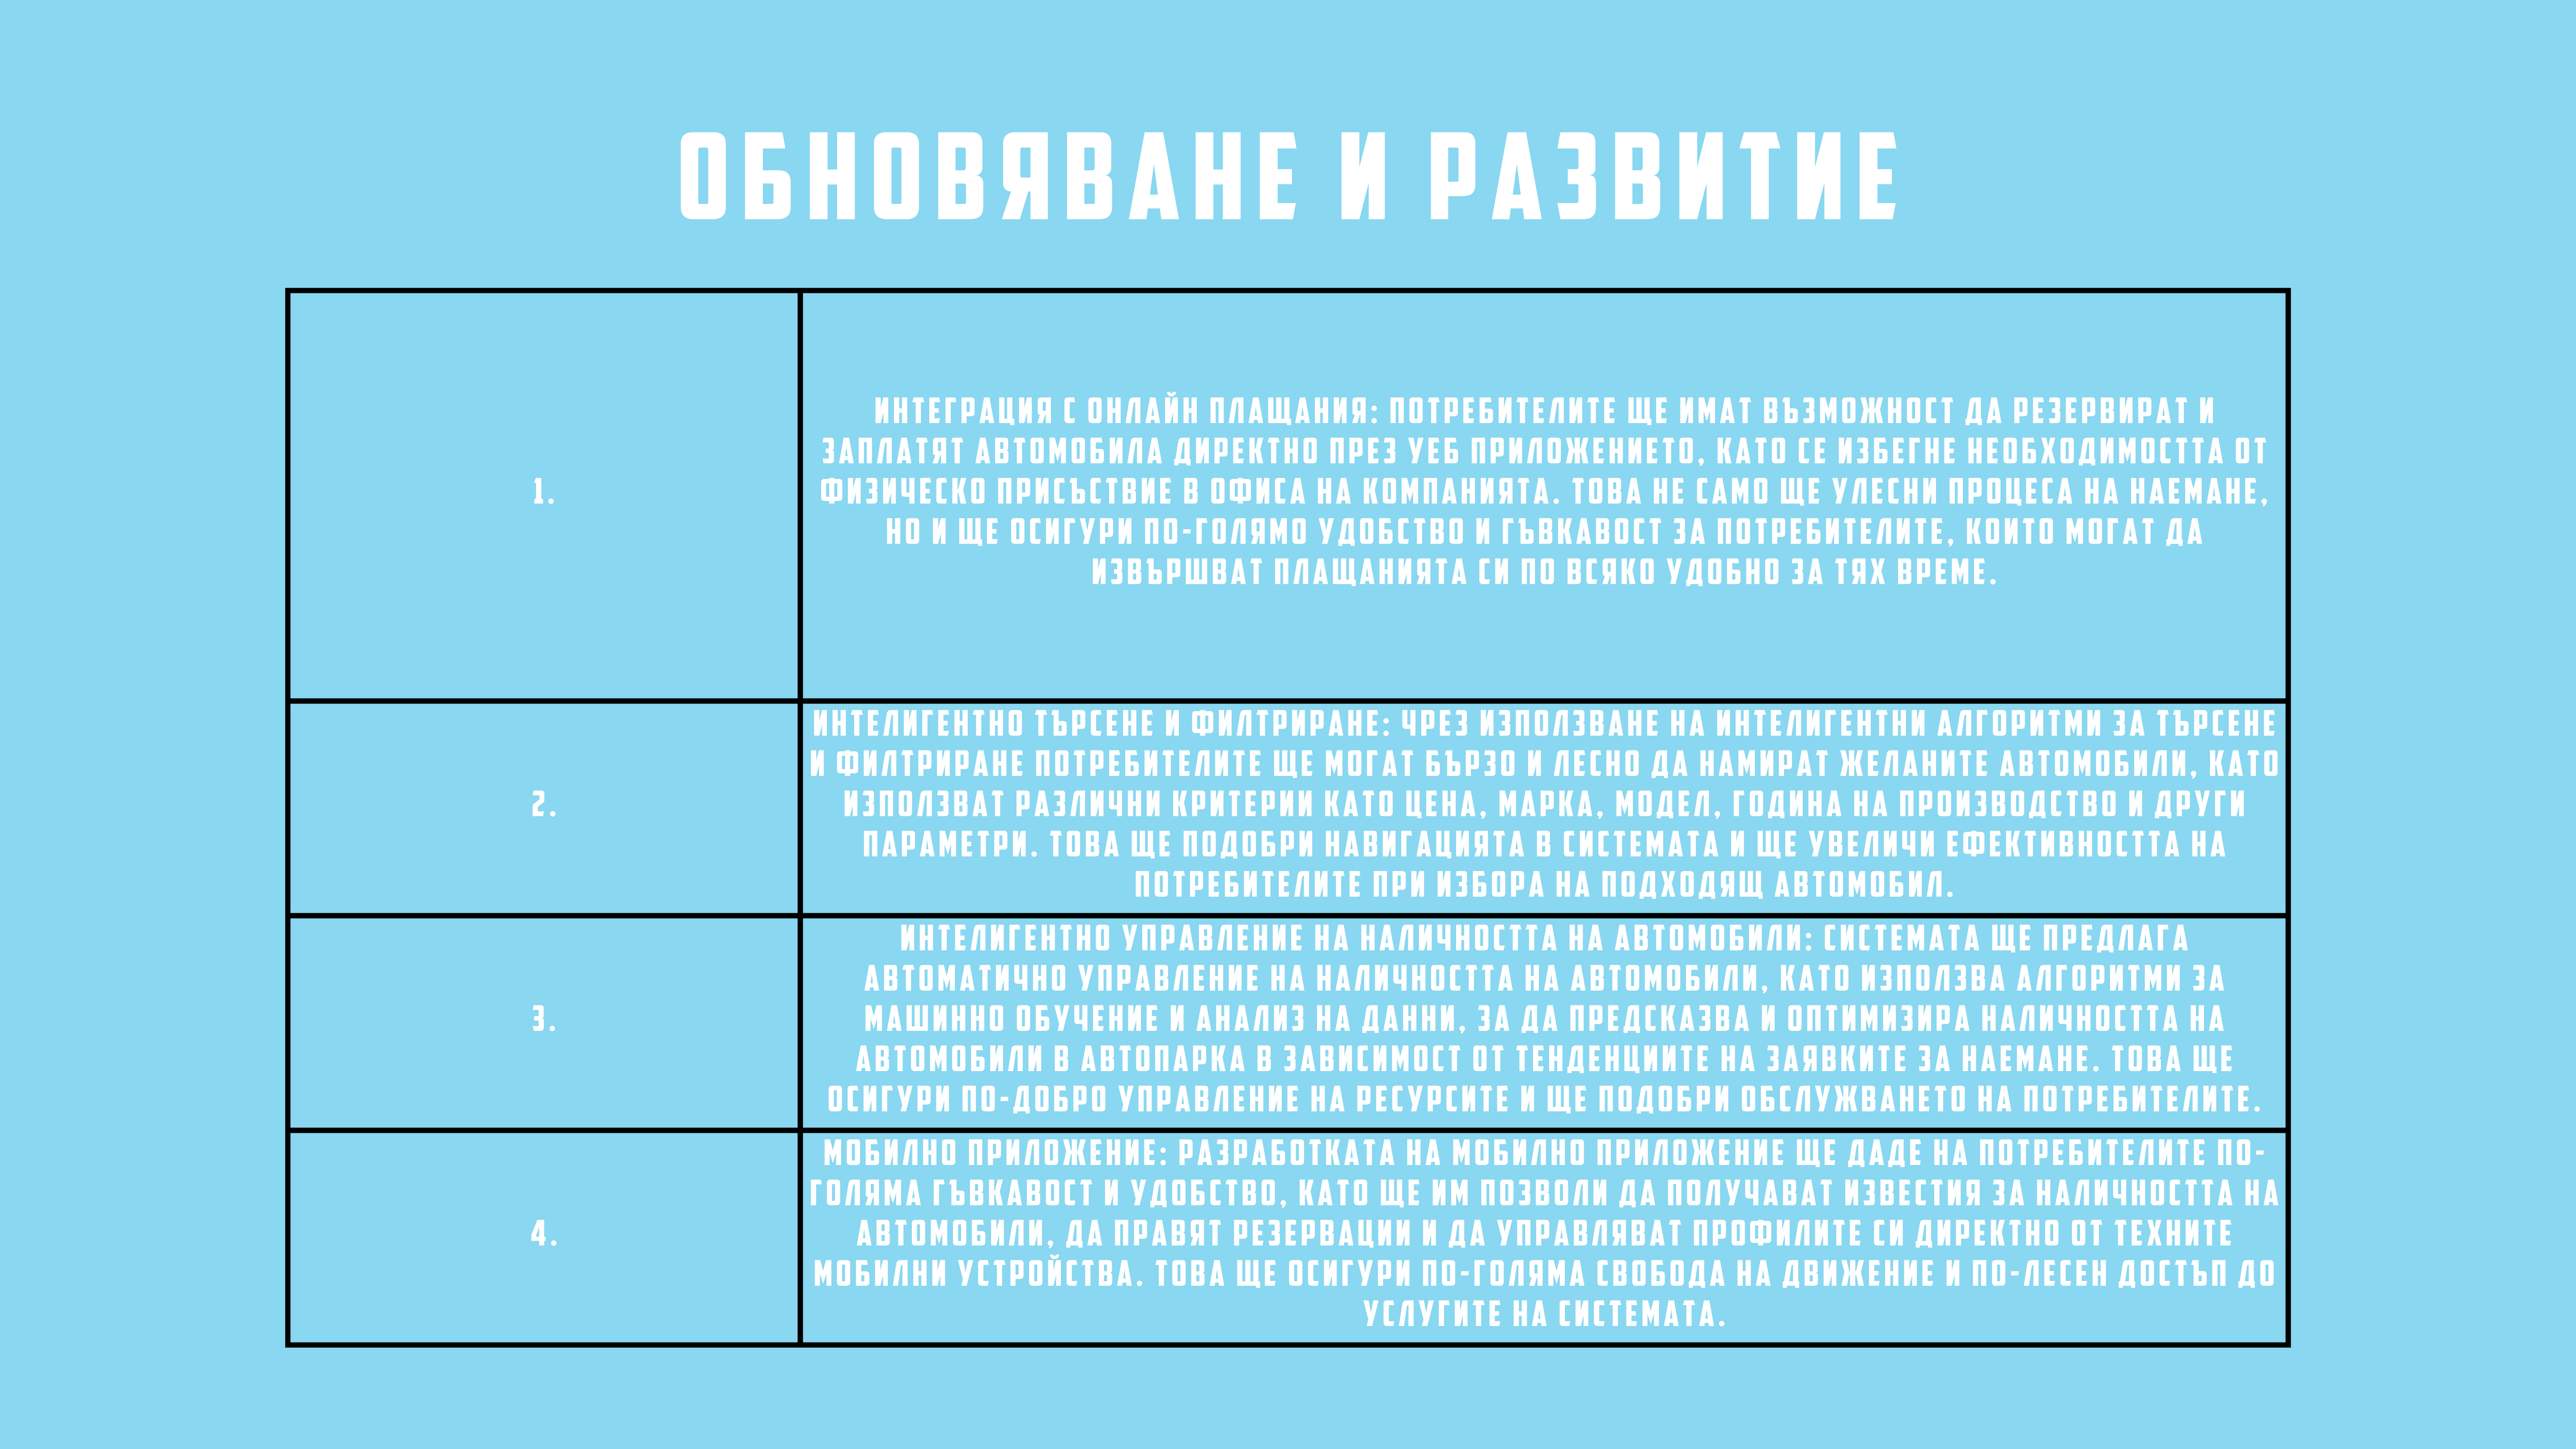 ОБНОВЯВАНЕ И РАЗВИТИЕ
1.
ИНТЕГРАЦИЯ С ОНЛАЙН ПЛАЩАНИЯ: ПОТРЕБИТЕЛИТЕ ЩЕ ИМАТ ВЪЗМОЖНОСТ ДА РЕЗЕРВИРАТ И
ЗАПЛАТЯТ АВТОМОБИЛА ДИРЕКТНО ПРЕЗ УЕБ ПРИЛОЖЕНИЕТО, КАТО СЕ ИЗБЕГНЕ НЕОБХОДИМОСТТА ОТ
ФИЗИЧЕСКО ПРИСЪСТВИЕ В ОФИСА НА КОМПАНИЯТА. ТОВА НЕ САМО ЩЕ УЛЕСНИ ПРОЦЕСА НА НАЕМАНЕ,
НО И ЩЕ ОСИГУРИ ПО-ГОЛЯМО УДОБСТВО И ГЪВКАВОСТ ЗА ПОТРЕБИТЕЛИТЕ, КОИТО МОГАТ ДА
ИЗВЪРШВАТ ПЛАЩАНИЯТА СИ ПО ВСЯКО УДОБНО ЗА ТЯХ ВРЕМЕ.
2.
ИНТЕЛИГЕНТНО ТЪРСЕНЕ И ФИЛТРИРАНЕ: ЧРЕЗ ИЗПОЛЗВАНЕ НА ИНТЕЛИГЕНТНИ АЛГОРИТМИ ЗА ТЪРСЕНЕ
И ФИЛТРИРАНЕ ПОТРЕБИТЕЛИТЕ ЩЕ МОГАТ БЪРЗО И ЛЕСНО ДА НАМИРАТ ЖЕЛАНИТЕ АВТОМОБИЛИ, КАТО
ИЗПОЛЗВАТ РАЗЛИЧНИ КРИТЕРИИ КАТО ЦЕНА, МАРКА, МОДЕЛ, ГОДИНА НА ПРОИЗВОДСТВО И ДРУГИ
ПАРАМЕТРИ. ТОВА ЩЕ ПОДОБРИ НАВИГАЦИЯТА В СИСТЕМАТА И ЩЕ УВЕЛИЧИ ЕФЕКТИВНОСТТА НА
ПОТРЕБИТЕЛИТЕ ПРИ ИЗБОРА НА ПОДХОДЯЩ АВТОМОБИЛ.
3.
ИНТЕЛИГЕНТНО УПРАВЛЕНИЕ НА НАЛИЧНОСТТА НА АВТОМОБИЛИ: СИСТЕМАТА ЩЕ ПРЕДЛАГА
АВТОМАТИЧНО УПРАВЛЕНИЕ НА НАЛИЧНОСТТА НА АВТОМОБИЛИ, КАТО ИЗПОЛЗВА АЛГОРИТМИ ЗА
МАШИННО ОБУЧЕНИЕ И АНАЛИЗ НА ДАННИ, ЗА ДА ПРЕДСКАЗВА И ОПТИМИЗИРА НАЛИЧНОСТТА НА
АВТОМОБИЛИ В АВТОПАРКА В ЗАВИСИМОСТ ОТ ТЕНДЕНЦИИТЕ НА ЗАЯВКИТЕ ЗА НАЕМАНЕ. ТОВА ЩЕ
ОСИГУРИ ПО-ДОБРО УПРАВЛЕНИЕ НА РЕСУРСИТЕ И ЩЕ ПОДОБРИ ОБСЛУЖВАНЕТО НА ПОТРЕБИТЕЛИТЕ.
4.
МОБИЛНО ПРИЛОЖЕНИЕ: РАЗРАБОТКАТА НА МОБИЛНО ПРИЛОЖЕНИЕ ЩЕ ДАДЕ НА ПОТРЕБИТЕЛИТЕ ПО-
ГОЛЯМА ГЪВКАВОСТ И УДОБСТВО, КАТО ЩЕ ИМ ПОЗВОЛИ ДА ПОЛУЧАВАТ ИЗВЕСТИЯ ЗА НАЛИЧНОСТТА НА
АВТОМОБИЛИ, ДА ПРАВЯТ РЕЗЕРВАЦИИ И ДА УПРАВЛЯВАТ ПРОФИЛИТЕ СИ ДИРЕКТНО ОТ ТЕХНИТЕ
МОБИЛНИ УСТРОЙСТВА. ТОВА ЩЕ ОСИГУРИ ПО-ГОЛЯМА СВОБОДА НА ДВИЖЕНИЕ И ПО-ЛЕСЕН ДОСТЪП ДО
УСЛУГИТЕ НА СИСТЕМАТА.